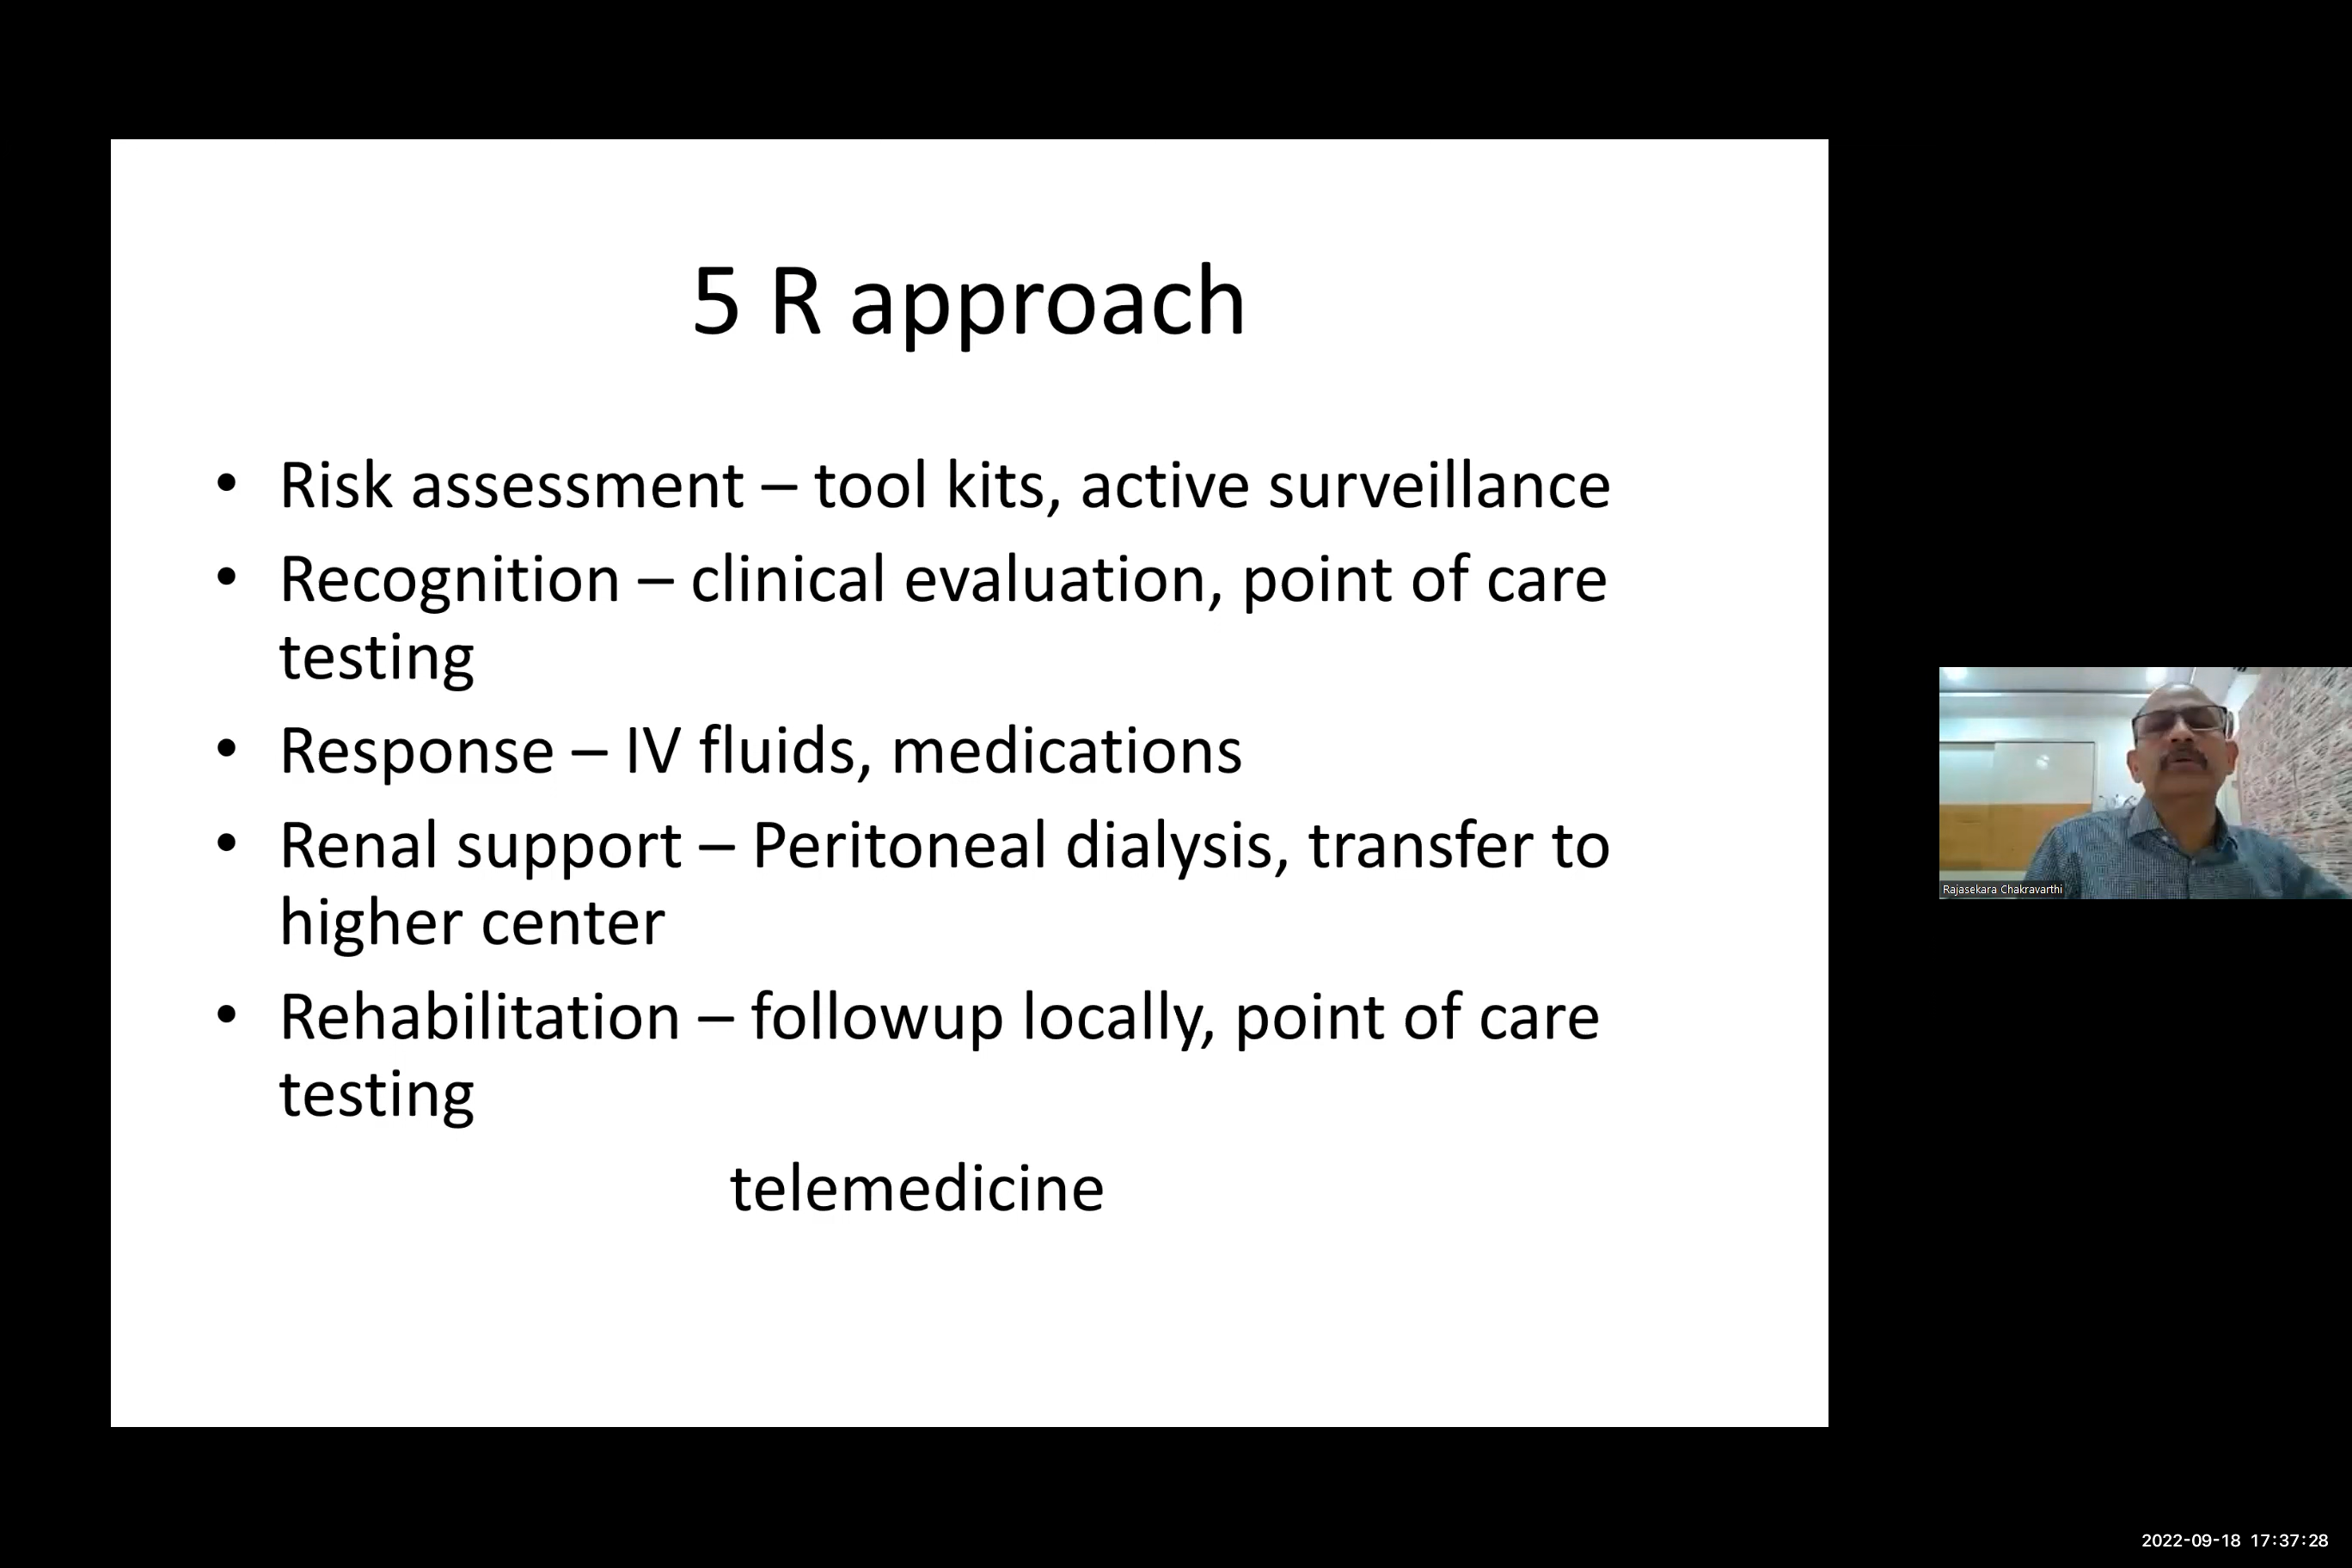 5 R approach
• Risk assessment – tool kits, active surveillance
• Recognition – clinical evaluation, point of care
testing
• Response – IV fluids, medications
• Renal support – Peritoneal dialysis, transfer to
higher center
• Rehabilitation – followup locally, point of care
testing
telemedicine
Rajasekara Chakravarthi
2022-09-18 17:37:28